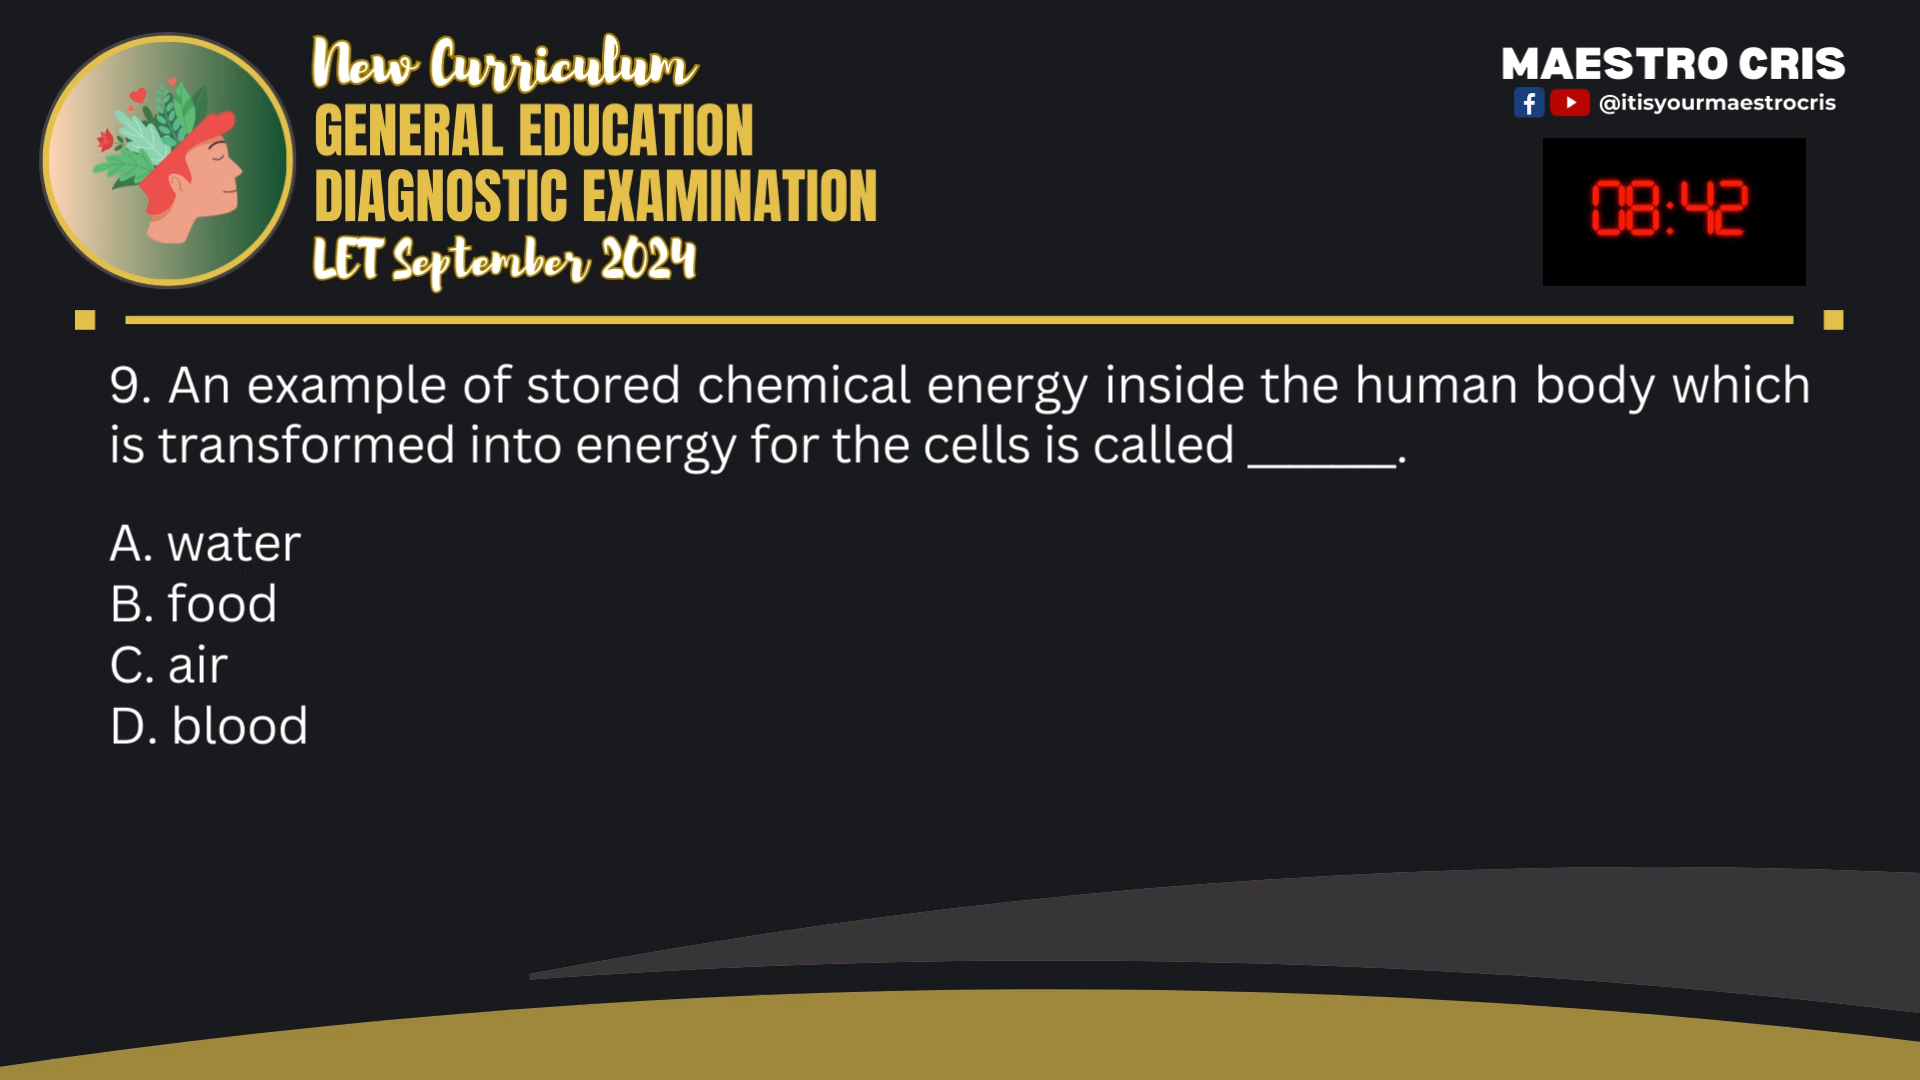 New Curriculum
GENERAL EDUCATION
DIAGNOSTIC EXAMINATION
LET September 2024
MAESTRO CRIS
@itisyourmaestrocris
08:42
9. An example of stored chemical energy inside the human body which
is transformed into energy for the cells is called ______.
A. water
B. food
C. air
D. blood